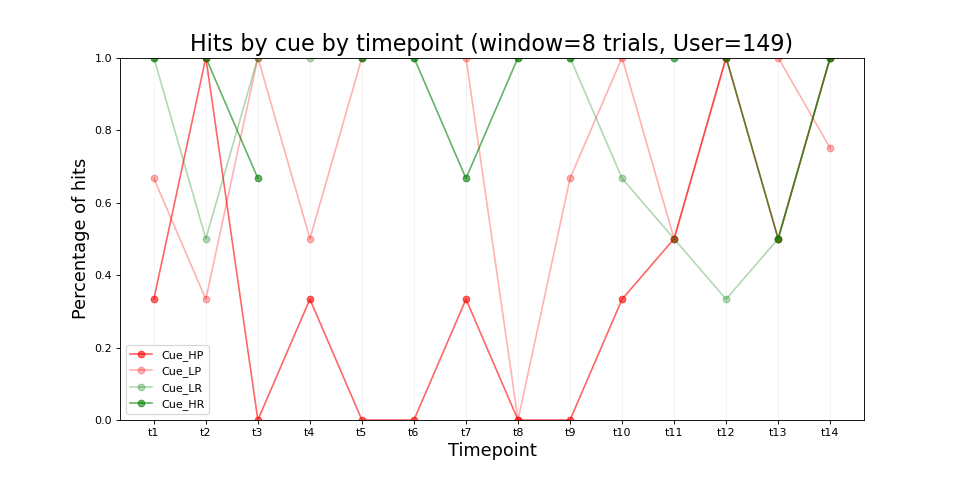 Hits by cue by timepoint (window=8 trials, User=149)
Percentage of hits
1.0
0.8
0.6
0.4
0.2
0.0
Cue_HP
Cue_LP
Cue_LR
Cue_HR
t1 t2 t3 t4 t5 t6 t7 t8 t9 t10 t11 t12 t13 t14
Timepoint